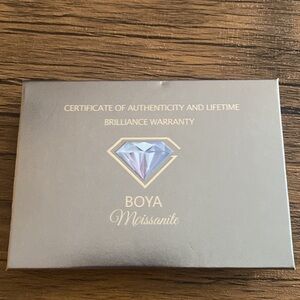 CERTIFICATE OF AUTHENTICITY AND LIFETIME
BRILLIANCE WARRANTY
BOYA
Moissanite